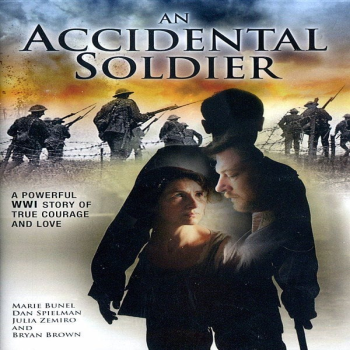 AN
ACCIDENTAL
SOLDIER
A POWERFUL
WWI STORY OF
TRUE COURAGE
AND LOVE
MARIE BUNEL
DAN SPIELMAN
JULIA ZEMIRO
AND
BRYAN BROWN